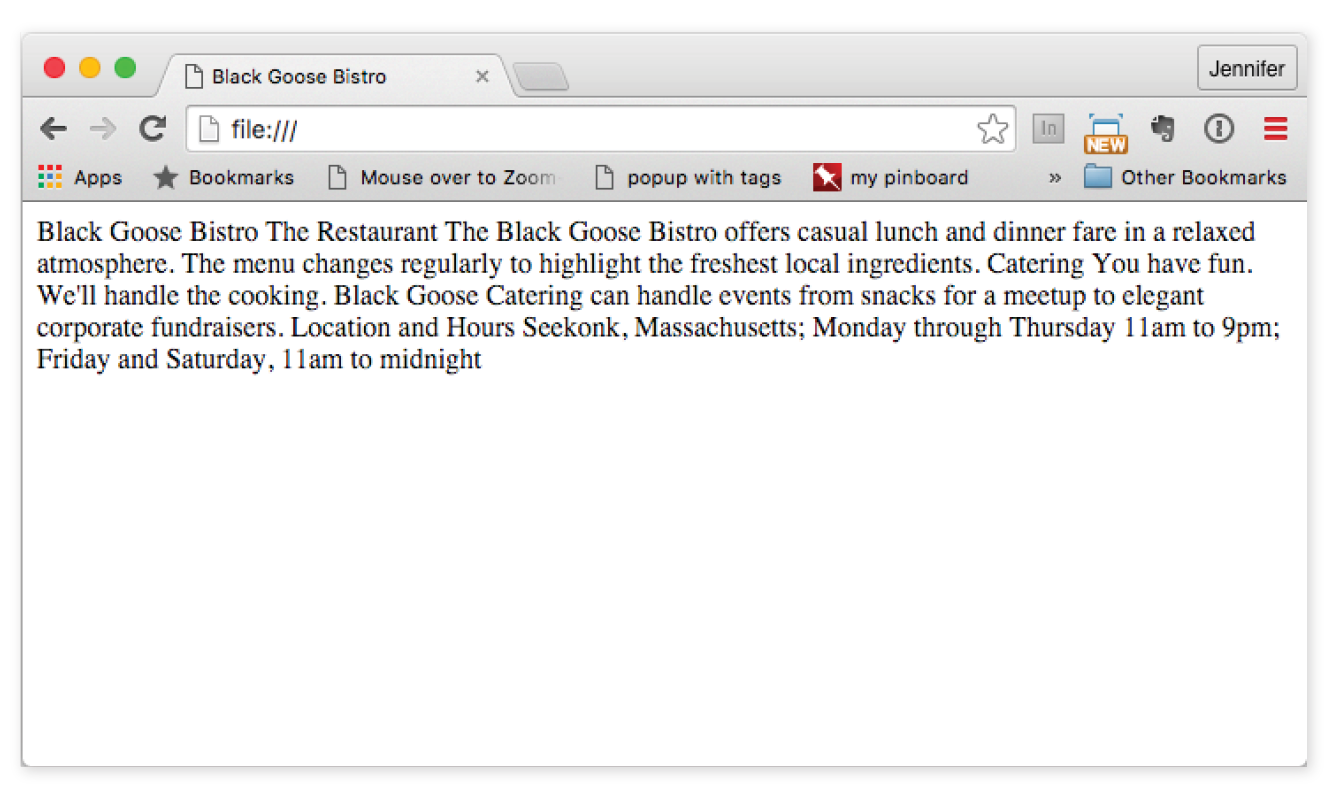 Black Goose Bistro
Jennifer
file:///
In
NEW
Apps Bookmarks Mouse over to Zoom popup with tags my pinboard » Other Bookmarks
Black Goose Bistro The Restaurant The Black Goose Bistro offers casual lunch and dinner fare in a relaxed
atmosphere. The menu changes regularly to highlight the freshest local ingredients. Catering You have fun.
We'll handle the cooking. Black Goose Catering can handle events from snacks for a meetup to elegant
corporate fundraisers. Location and Hours Seekonk, Massachusetts; Monday through Thursday 11am to 9pm;
Friday and Saturday, 11am to midnight